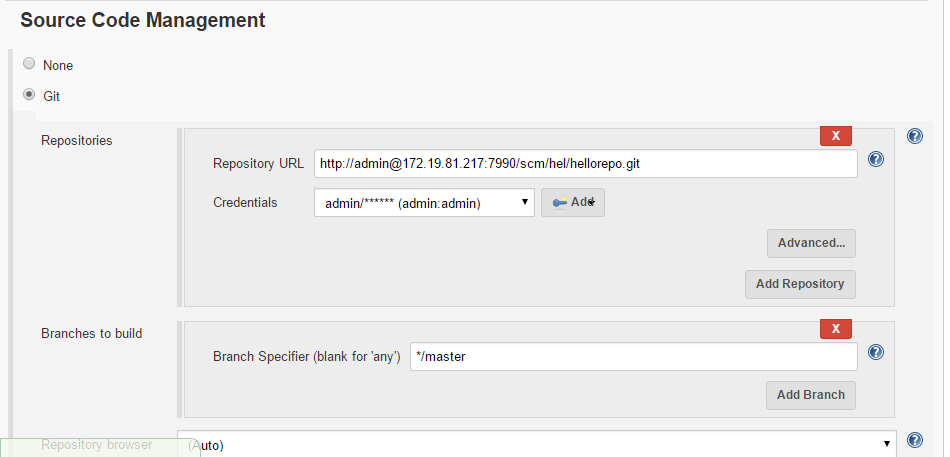 Source Code Management
None
Git
Repositories
X
Repository URL http://admin@172.19.81.217:7990/scm/hel/hellorepo.git
Credentials admin/****** (admin:admin) Add
Advanced...
Add Repository
Branches to build
X
Branch Specifier (blank for 'any') */master
Add Branch
Repository browser (Auto)